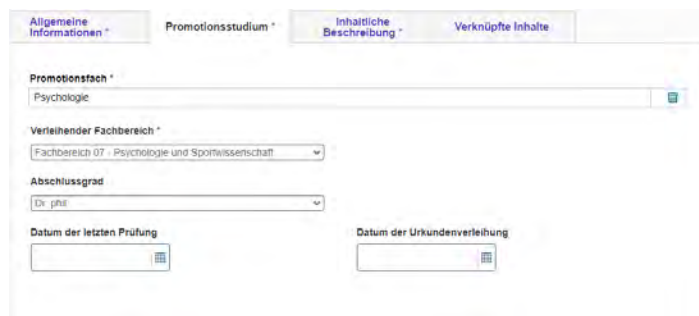 Allgemeine
Informationen *
Promotionsstudium *
Inhaltliche
Beschreibung *
Verknüpfte Inhalte
Promotionsfach *
Psychologie
Verleihender Fachbereich *
Fachbereich 07 - Psychologie und Sportwissenschaft
Abschlussgrad
Dr. phil
Datum der letzten Prüfung
Datum der Urkundenverleihung